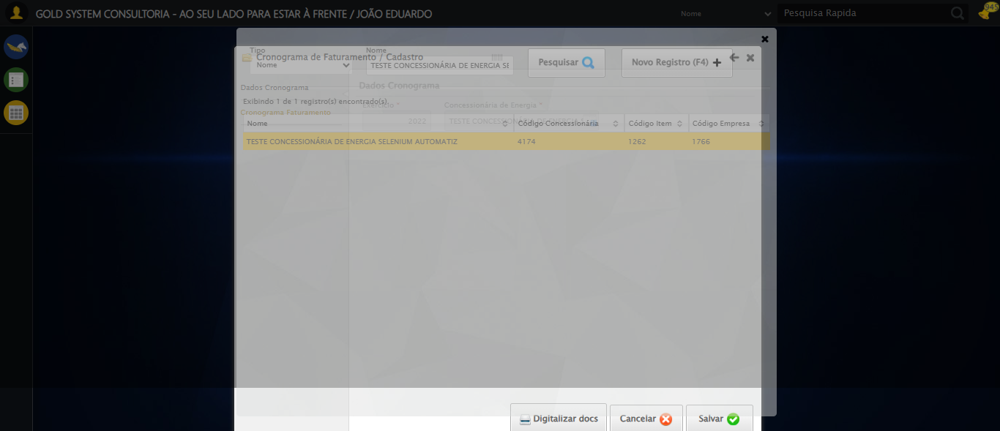 GOLD SYSTEM CONSULTORIA - AO SEU LADO PARA ESTAR À FRENTE / JOÃO EDUARDO
Nome
Pesquisa Rapida
945
Tipo
Nome
Cronograma de Faturamento / Cadastro
Nome
TESTE CONCESSIONÁRIA DE ENERGIA SE
Pesquisar
Novo Registro (F4)
Dados Cronograma
Dados Cronograma
Exibindo 1 de 1 registro(s) encontrado(s).
Exercício *
Concessionária de Energia *
Cronograma Faturamento
2022
TESTE CONCESSIONÁRIA DE ENERGIA
Nome
Código Concessionária
Código Item
Código Empresa
TESTE CONCESSIONÁRIA DE ENERGIA SELENIUM AUTOMATIZ
4174
1262
1766
Digitalizar docs
Cancelar
Salvar